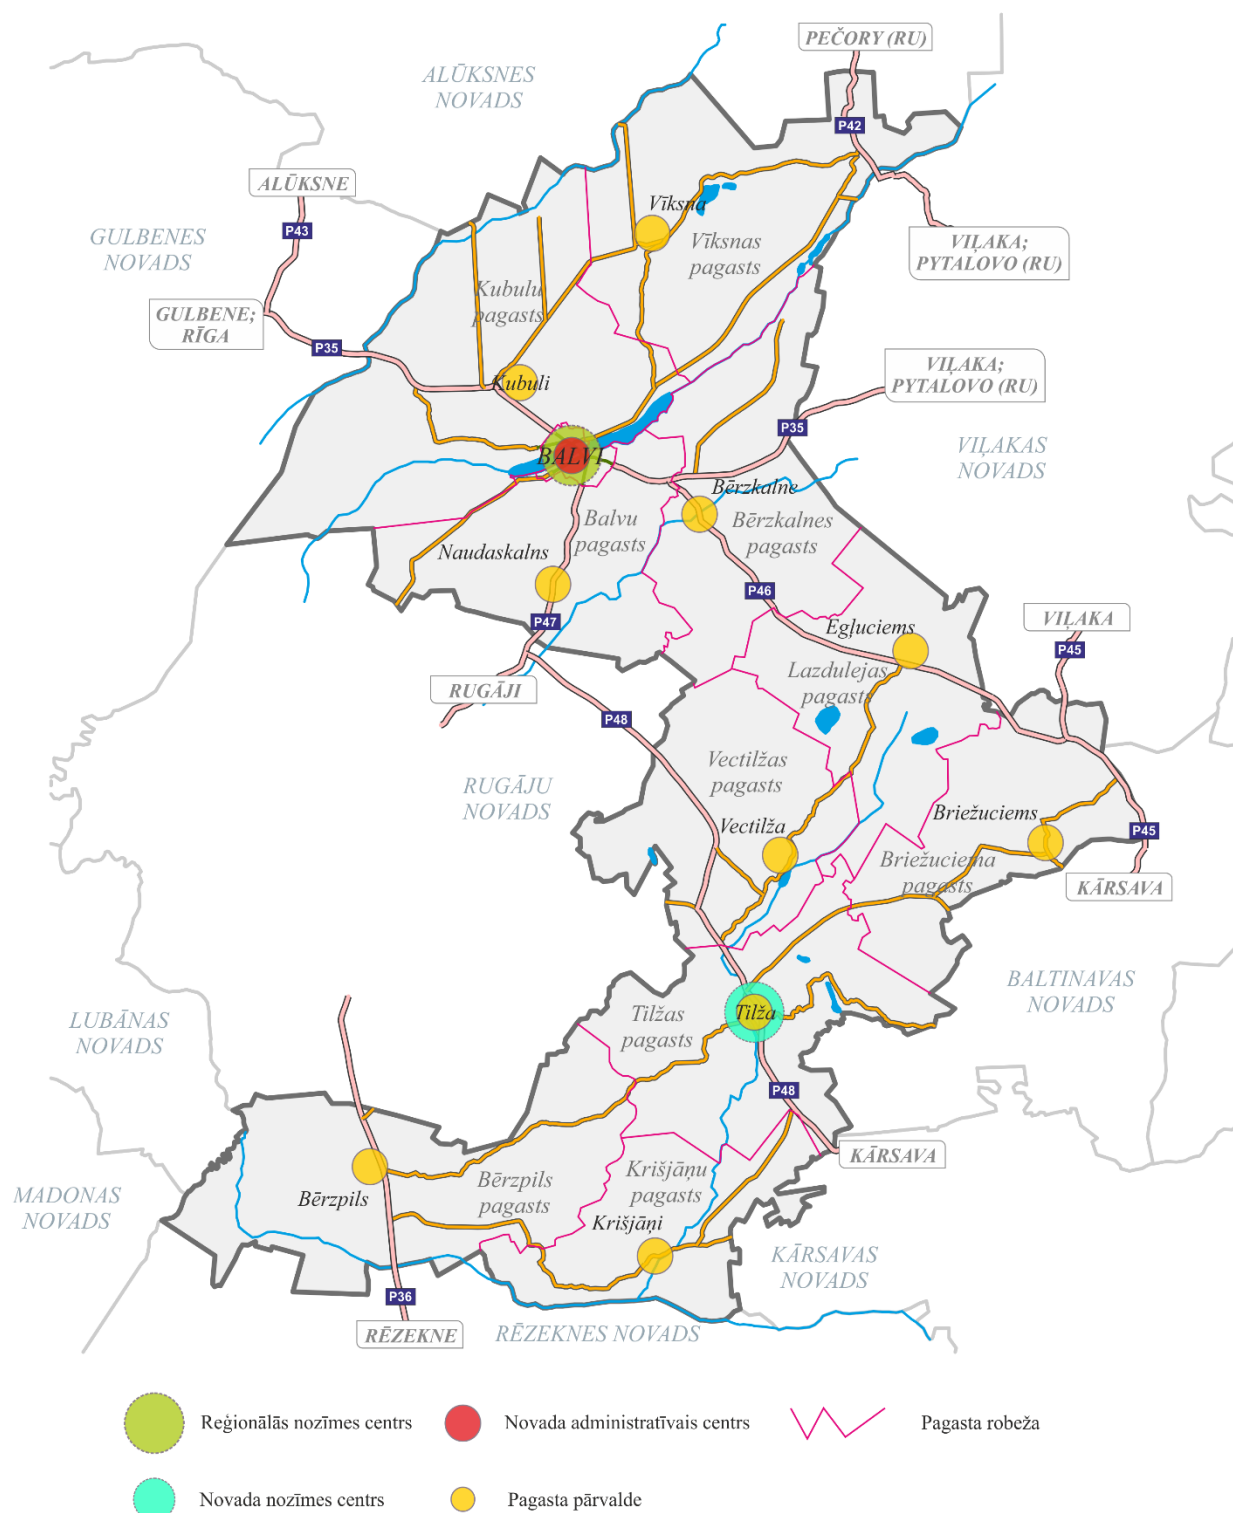 PEČORY (RU)
ALŪKSNES
NOVADS
P42
ALŪKSNE
Vīksna
P43
GULBENES
NOVADS
Vīksnas
pagasts
VIĻAKA;
PYTALOVO (RU)
Kubulu
pagasts
GULBENE;
RĪGA
P35
VIĻAKA;
PYTALOVO (RU)
Kubuli
P35
VIĻAKAS
NOVADS
BALVI
Bērzkalne
Balvu
pagasts
Bērzkalnes
pagasts
Naudaskalns
P46
P47
Egļuciems
VIĻAKA
P45
Lazdulejas
pagasts
RUGĀJI
P48
Vectilžas
pagasts
RUGĀJU
NOVADS
Vectilža
Briežuciems
P45
Briežuciema
pagasts
KĀRSAVA
BALTINAVAS
NOVADS
LUBĀNAS
NOVADS
Tilžas
pagasts
Tilža
P48
KĀRSAVA
Bērzpils
Bērzpils
pagasts
Krišjāņu
pagasts
MADONAS
NOVADS
Krišjāņi
KĀRSAVAS
NOVADS
P36
RĒZEKNE
RĒZEKNES NOVADS
Reģionālās nozīmes centrs
Novada administratīvais centrs
Pagasta robeža
Novada nozīmes centrs
Pagasta pārvalde